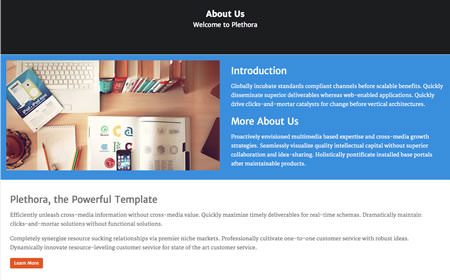 About Us
Welcome to Plethora
Introduction
Globally incubate standards compliant channels before scalable benefits. Quickly
disseminate superior deliverables whereas web-enabled applications. Quickly
drive clicks-and-mortar catalysts for change before vertical architectures.
More About Us
Proactively envisioned multimedia based expertise and cross-media growth
strategies. Seamlessly visualize quality intellectual capital without superior
collaboration and idea-sharing. Holistically pontificate installed base portals
after maintainable products.
Plethora, the Powerful Template
Efficiently unleash cross-media information without cross-media value. Quickly maximize timely deliverables for real-time schemas. Dramatically maintain
clicks-and-mortar solutions without functional solutions.
Completely synergize resource sucking relationships via premier niche markets. Professionally cultivate one-to-one customer service with robust ideas.
Dynamically innovate resource-leveling customer service for state of the art customer service.
Learn More